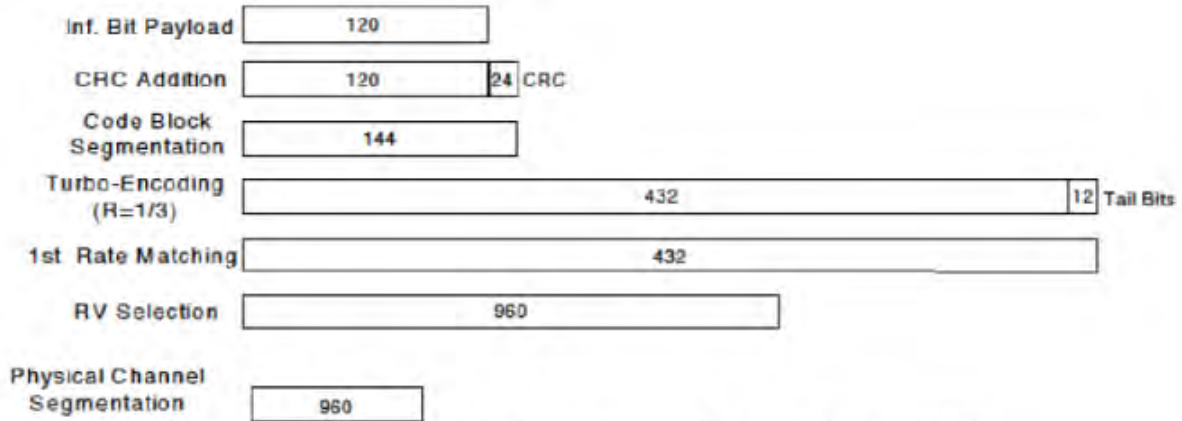 Inf. Bit Payload 120
CRC Addition 120 24 CRC
Code Block
Segmentation 144
Turbo-Encoding
(R=1/3) 432 12 Tail Bits
1st Rate Matching 432
RV Selection 960
Physical Channel
Segmentation 960